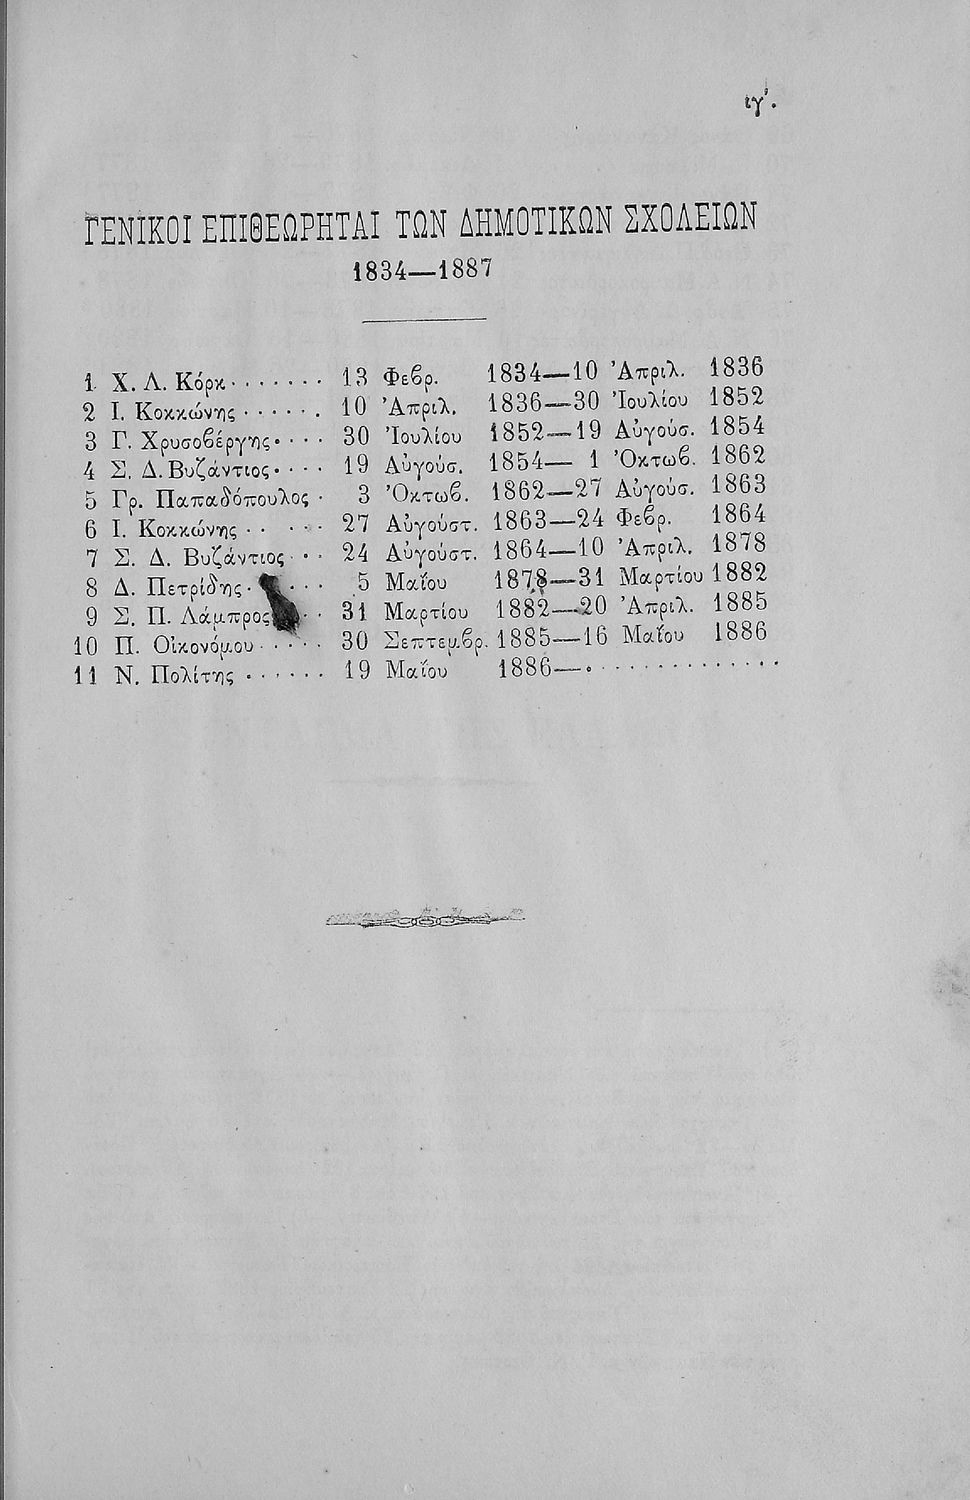 ιγ'.
ΓΕΝΙΚΟΙ ΕΠΙΘΕΩΡΗΤΑΙ ΤΩΝ ΔΗΜΟΤΙΚΩΝ ΣΧΟΛΕΙΩΝ
1834—1887
1 Χ. Λ. Κόρκ 13 Φεβρ. 1834—10 Ἀπριλ. 1836
2 Ι. Κοκκώνης 10 Ἀπριλ. 1836—30 Ἰουλίου 1852
3 Γ. Χρυσοβέργης 30 Ἰουλίου 1852—19 Αὐγούσ. 1854
4 Σ. Δ. Βυζάντιος 19 Αὐγούσ. 1854— 1 Ὀκτωβ. 1862
5 Γρ. Παπαδόπουλος 3 Ὀκτωβ. 1862—27 Αὐγούσ. 1863
6 Ι. Κοκκώνης 27 Αὐγούστ. 1863—24 Φεβρ. 1864
7 Σ. Δ. Βυζάντιος 24 Αὐγούστ. 1864—10 Ἀπριλ. 1878
8 Δ. Πετρίδης 5 Μαΐου 1878—31 Μαρτίου 1882
9 Σ. Π. Λάμπρος 31 Μαρτίου 1882—20 Ἀπριλ. 1885
10 Π. Οἰκονόμου 30 Σεπτεμβρ. 1885—16 Μαΐου 1886
11 Ν. Πολίτης 19 Μαΐου 1886—